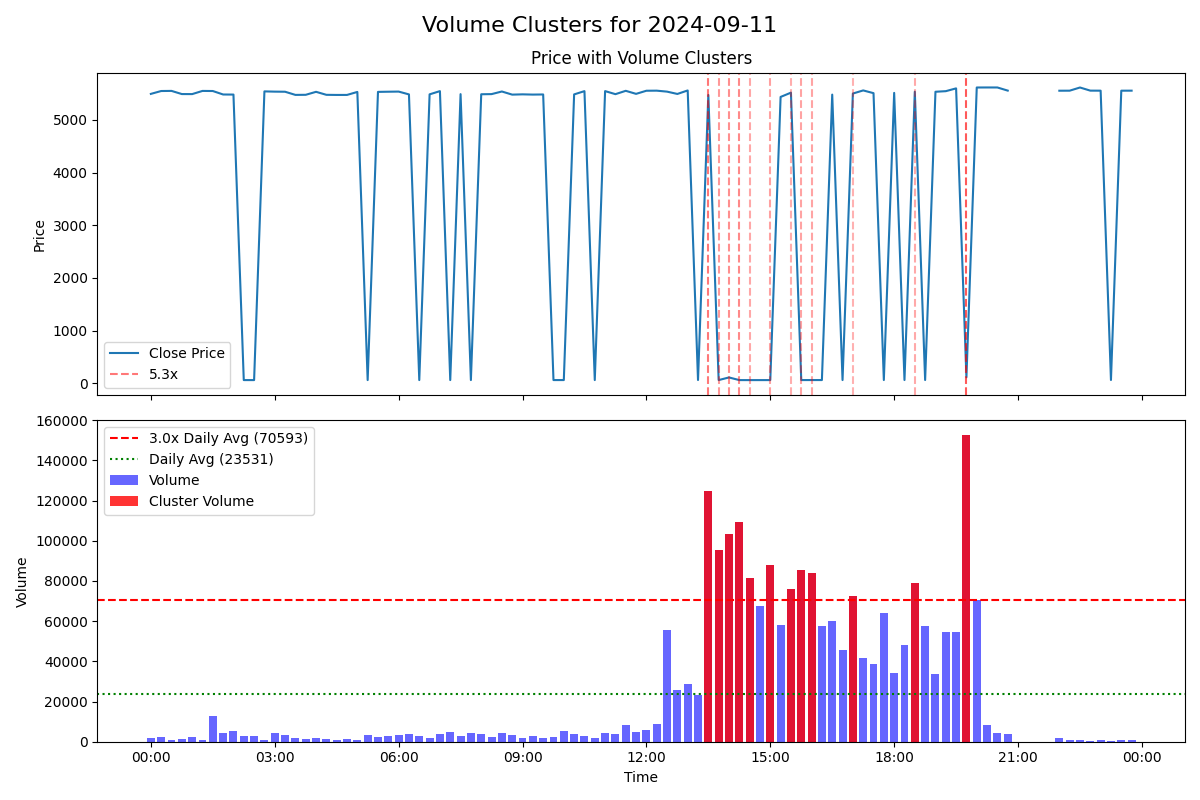 Volume Clusters for 2024-09-11
Price with Volume Clusters
Price
5000
4000
3000
2000
1000
0
Close Price
5.3x
Volume
160000
140000
120000
100000
80000
60000
40000
20000
0
3.0x Daily Avg (70593)
Daily Avg (23531)
Volume
Cluster Volume
00:00 03:00 06:00 09:00 12:00 15:00 18:00 21:00 00:00
Time